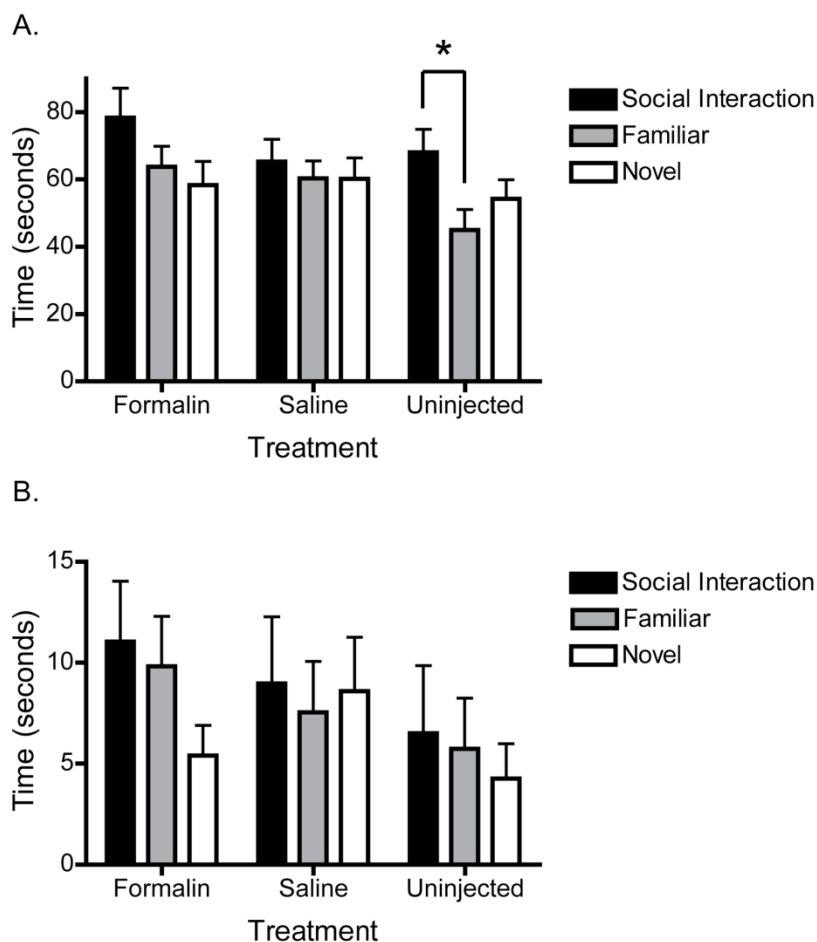 A.
*
Time (seconds)
80
60
40
20
0
Formalin Saline Uninjected
Treatment
Social Interaction
Familiar
Novel
B.
Time (seconds)
15
10
5
0
Formalin Saline Uninjected
Treatment
Social Interaction
Familiar
Novel